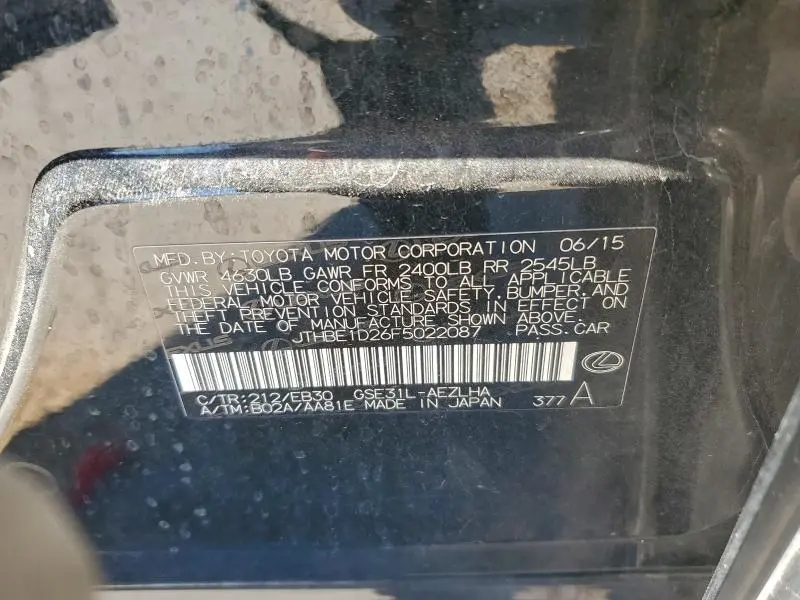 MFD.BY:TOYOTA MOTOR CORPORATION 06/15
GVWR 4630LB GAWR FR 2400LB RR 2545LB
THIS VEHICLE CONFORMS TO ALL APPLICABLE
FEDERAL MOTOR VEHICLE SAFETY,BUMPER,AND
THEFT PREVENTION STANDARDS IN EFFECT ON
THE DATE OF MANUFACTURE SHOWN ABOVE.
JTHBE1D26F5022087 PASS.CAR
C/TR:212/EB30 GSE31L-AEZLHA
A/TM:B02A/AA81E MADE IN JAPAN 377 A